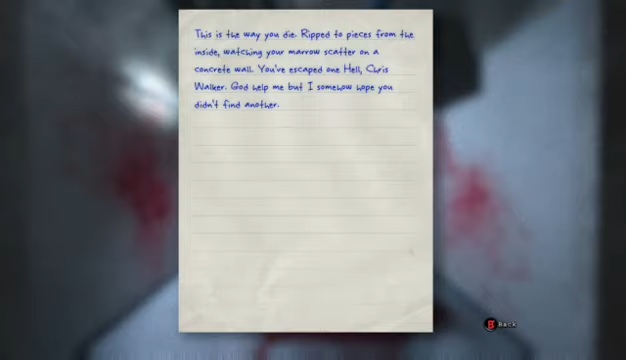 This is the way you die. Ripped to pieces from the
inside, watching your marrow scatter on a
concrete wall. You've escaped one Hell, Chris
Walker. God help me but I somehow hope you
didn't find another.
B Back